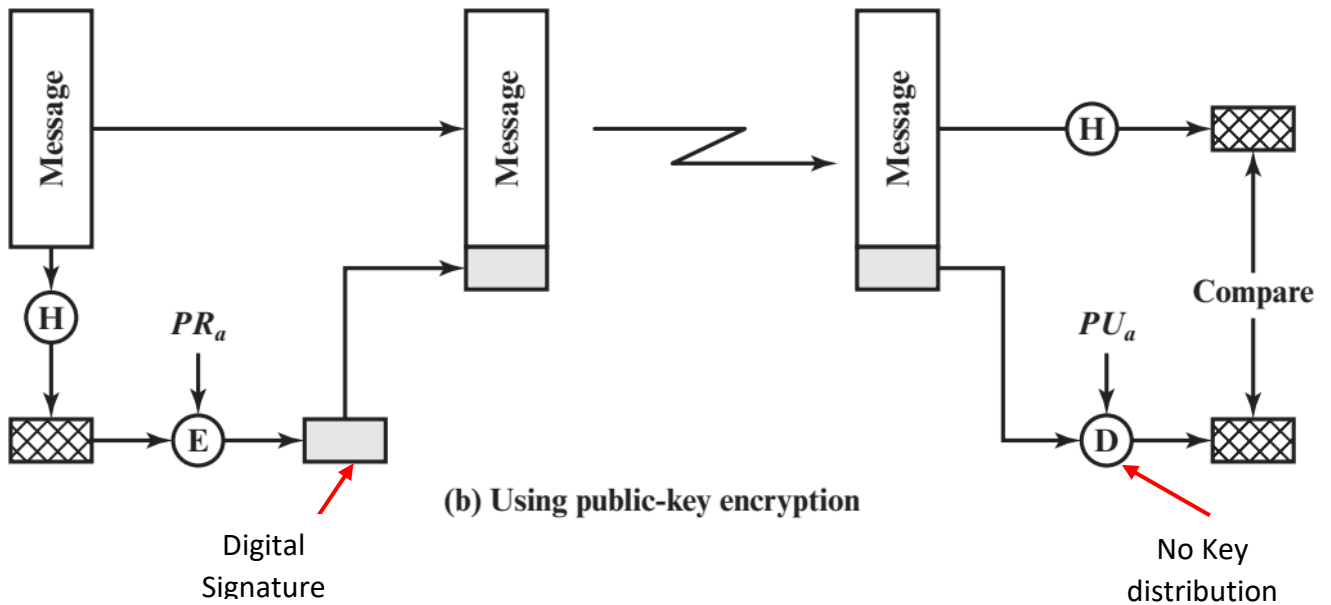 Message
Message
Message
H
H
PRa
PUa
Compare
E
D
(b) Using public-key encryption
Digital
Signature
No Key
distribution